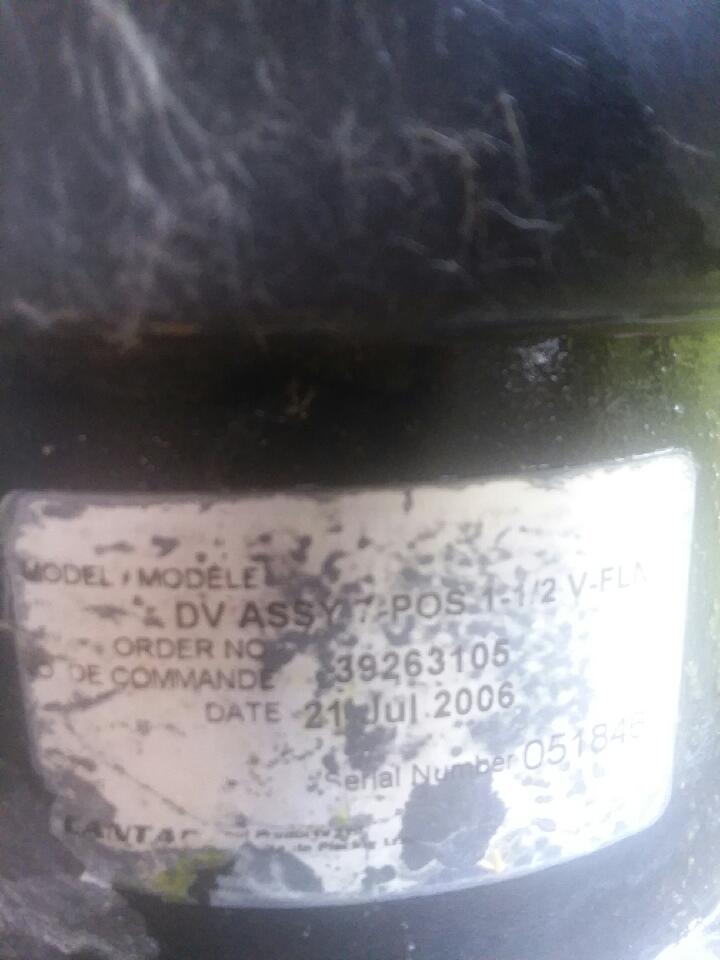 MODEL / MODÈLE
DV ASSY 7-POS 1-1/2 V-FLN
ORDER NO
DE COMMANDE 39263105
DATE 21 Jul 2006
Serial Number 051846